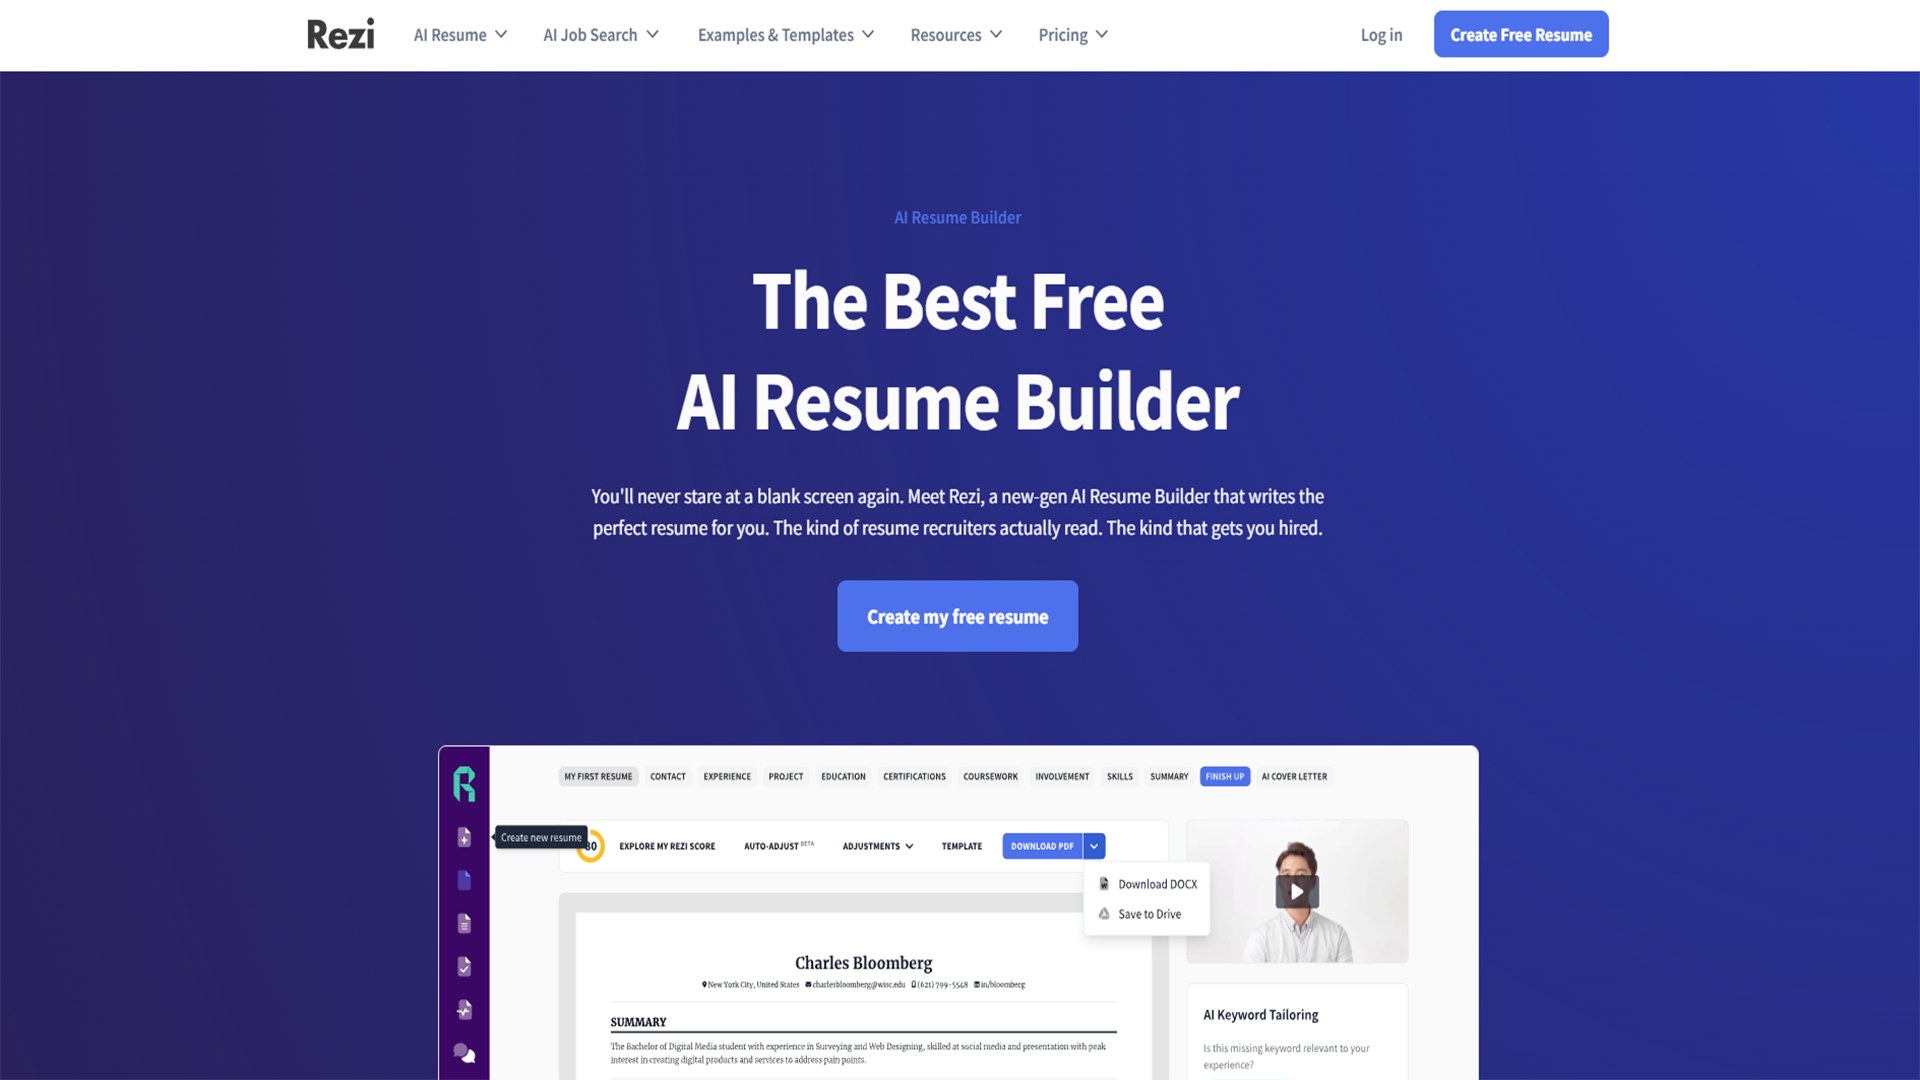 Rezi
AI Resume
AI Job Search
Examples & Templates
Resources
Pricing
Log in
Create Free Resume
AI Resume Builder
The Best Free
AI Resume Builder
You'll never stare at a blank screen again. Meet Rezi, a new-gen AI Resume Builder that writes the
perfect resume for you. The kind of resume recruiters actually read. The kind that gets you hired.
Create my free resume
MY FIRST RESUME
CONTACT
EXPERIENCE
PROJECT
EDUCATION
CERTIFICATIONS
COURSEWORK
INVOLVEMENT
SKILLS
SUMMARY
FINISH UP
AI COVER LETTER
Create new resume
EXPLORE MY REZI SCORE
AUTO-ADJUST BETA
ADJUSTMENTS
TEMPLATE
DOWNLOAD PDF
Download DOCX
Save to Drive
Charles Bloomberg
New York City, United States charlesbloomberg@wisc.edu (621) 799-5548 in/bloomberg
SUMMARY
The Bachelor of Digital Media student with experience in Surveying and Web Designing, skilled at social media and presentation with peak
interest in creating digital products and services to address pain points.
AI Keyword Tailoring
Is this missing keyword relevant to your
experience?